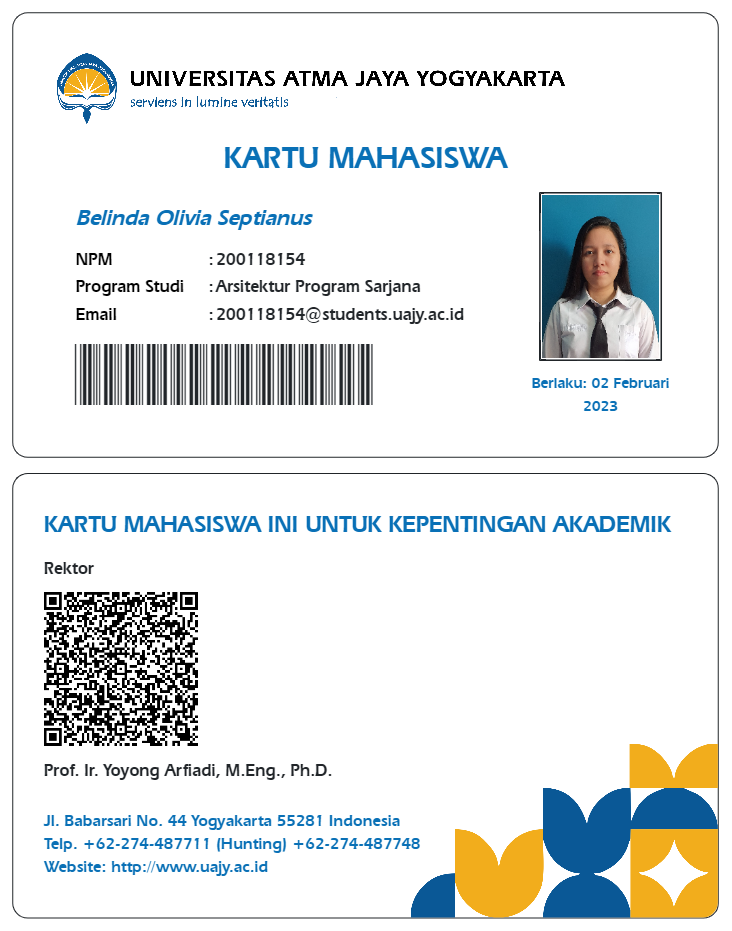 UNIVERSITAS ATMA JAYA YOGYAKARTA
serviens in lumine veritatis
KARTU MAHASISWA
Belinda Olivia Septianus
NPM : 200118154
Program Studi : Arsitektur Program Sarjana
Email : 200118154@students.uajy.ac.id
Berlaku: 02 Februari
2023
KARTU MAHASISWA INI UNTUK KEPENTINGAN AKADEMIK
Rektor
Prof. Ir. Yoyong Arfiadi, M.Eng., Ph.D.
Jl. Babarsari No. 44 Yogyakarta 55281 Indonesia
Telp. +62-274-487711 (Hunting) +62-274-487748
Website: http://www.uajy.ac.id